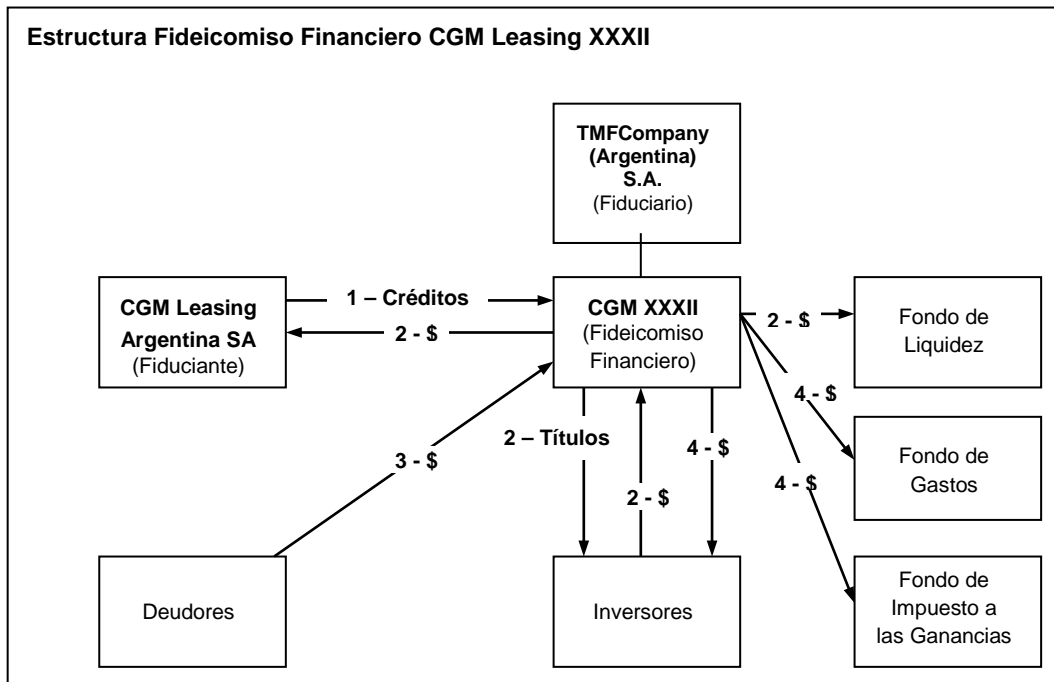 Estructura Fideicomiso Financiero CGM Leasing XXXII
TMFCompany
(Argentina)
S.A.
(Fiduciario)
CGM Leasing
Argentina SA
(Fiduciante)
1 – Créditos
2 - $
CGM XXXII
(Fideicomiso
Financiero)
2 - $
Fondo de
Liquidez
3 - $
2 – Títulos
2 - $
4 - $
4 - $
4 - $
Fondo de
Gastos
Deudores
Inversores
Fondo de
Impuesto a
las Ganancias